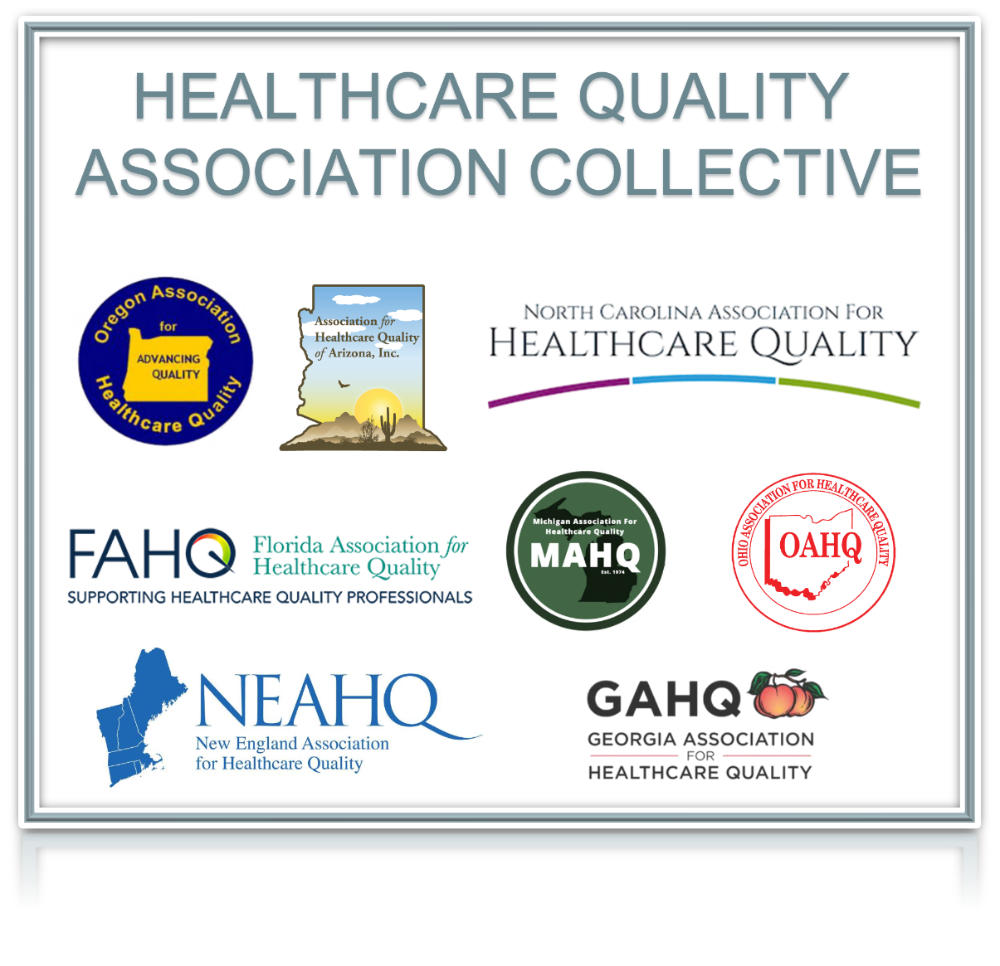 HEALTHCARE QUALITY
ASSOCIATION COLLECTIVE
Oregon Association
for
ADVANCING
QUALITY
Healthcare Quality
Association for
Healthcare Quality
of Arizona, Inc.
NORTH CAROLINA ASSOCIATION FOR
HEALTHCARE QUALITY
FAHQ
Florida Association for
Healthcare Quality
SUPPORTING HEALTHCARE QUALITY PROFESSIONALS
Michigan Association For
Healthcare Quality
MAHQ
Est. 1974
OHIO ASSOCIATION FOR HEALTHCARE QUALITY
OAHQ
NEAHQ
New England Association
for Healthcare Quality
GAHQ
GEORGIA ASSOCIATION
FOR
HEALTHCARE QUALITY